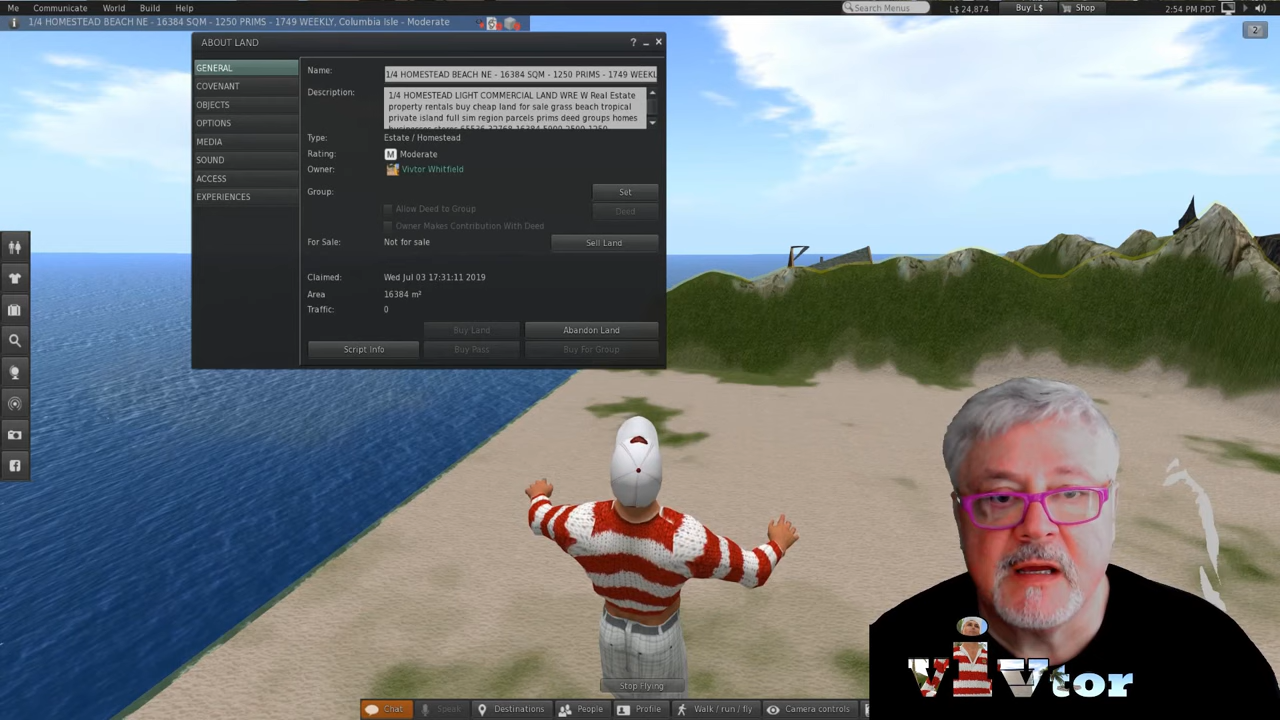 Me Communicate World Build Help
Search Menus
L$ 24,874 Buy L$ Shop 2:54 PM PDT
1/4 HOMESTEAD BEACH NE - 16384 SQM - 1250 PRIMS - 1749 WEEKLY, Columbia Isle - Moderate
2
ABOUT LAND
? _ ×
GENERAL
COVENANT
OBJECTS
OPTIONS
MEDIA
SOUND
ACCESS
EXPERIENCES
Name: 1/4 HOMESTEAD BEACH NE - 16384 SQM - 1250 PRIMS - 1749 WEEKL
Description: 1/4 HOMESTEAD LIGHT COMMERCIAL LAND WRE W Real Estate
property rentals buy cheap land for sale grass beach tropical
private island full sim region parcels prims deed groups homes
Type: Estate / Homestead
Rating: M Moderate
Owner: Vivtor Whitfield
Group: Set
Allow Deed to Group Deed
Owner Makes Contribution With Deed
For Sale: Not for sale Sell Land
Claimed: Wed Jul 03 17:31:11 2019
Area 16384 m²
Traffic: 0
Buy Land Abandon Land
Script Info Buy Pass Buy For Group
vivtor
Stop Flying
Chat Speak Destinations People Profile Walk / run / fly Camera controls